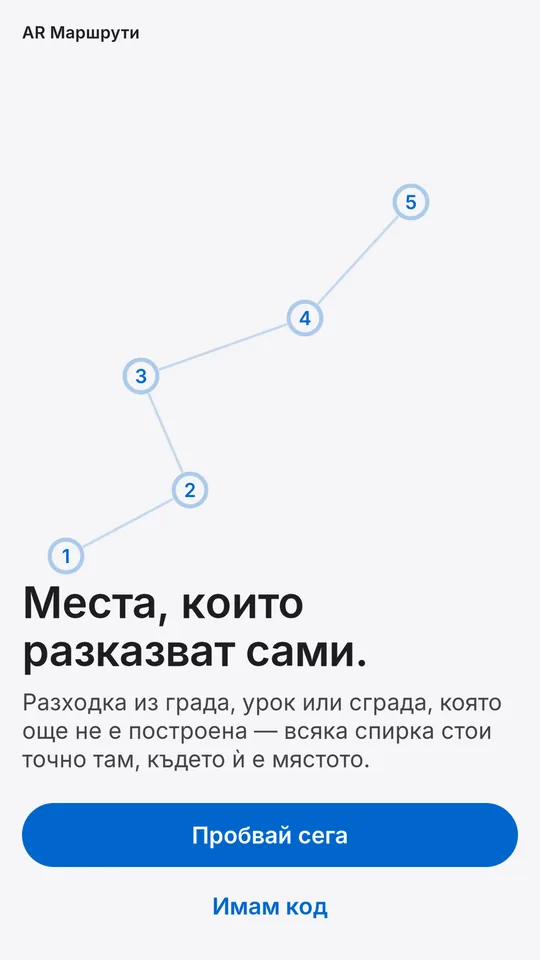 AR Маршрути
5
4
3
2
1
Места, които
разказват сами.
Разходка из града, урок или сграда, която
още не е построена — всяка спирка стои
точно там, където ѝ е мястото.
Пробвай сега
Имам код